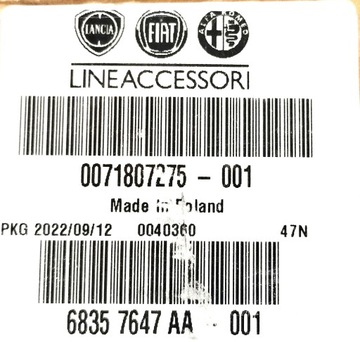 LANCIA FIAT ALFA ROMEO
LINEACCESSORI
0071807275 - 001
Made in Poland
PKG 2022/09/12 0040360 47N
6835 7647 AA - 001